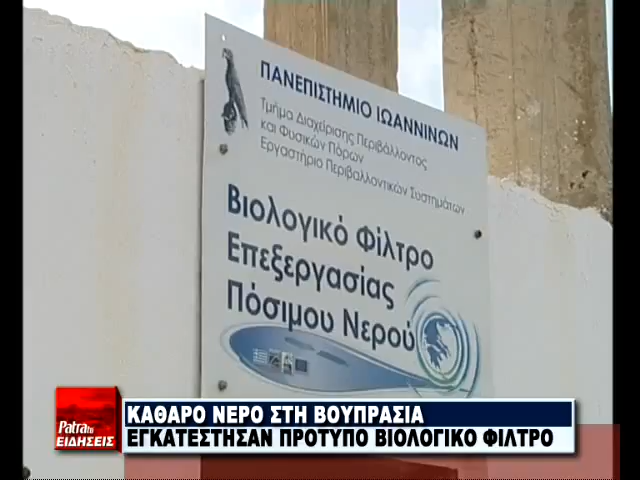 ΠΑΝΕΠΙΣΤΗΜΙΟ ΙΩΑΝΝΙΝΩΝ
Τμήμα Διαχείρισης Περιβάλλοντος
και Φυσικών Πόρων
Εργαστήριο Περιβαλλοντικών Συστημάτων
Βιολογικό Φίλτρο
Επεξεργασίας
Πόσιμου Νερού
Patra tv
ΕΙΔΗΣΕΙΣ
ΚΑΘΑΡΟ ΝΕΡΟ ΣΤΗ ΒΟΥΠΡΑΣΙΑ
ΕΓΚΑΤΕΣΤΗΣΑΝ ΠΡΟΤΥΠΟ ΒΙΟΛΟΓΙΚΟ ΦΙΛΤΡΟ